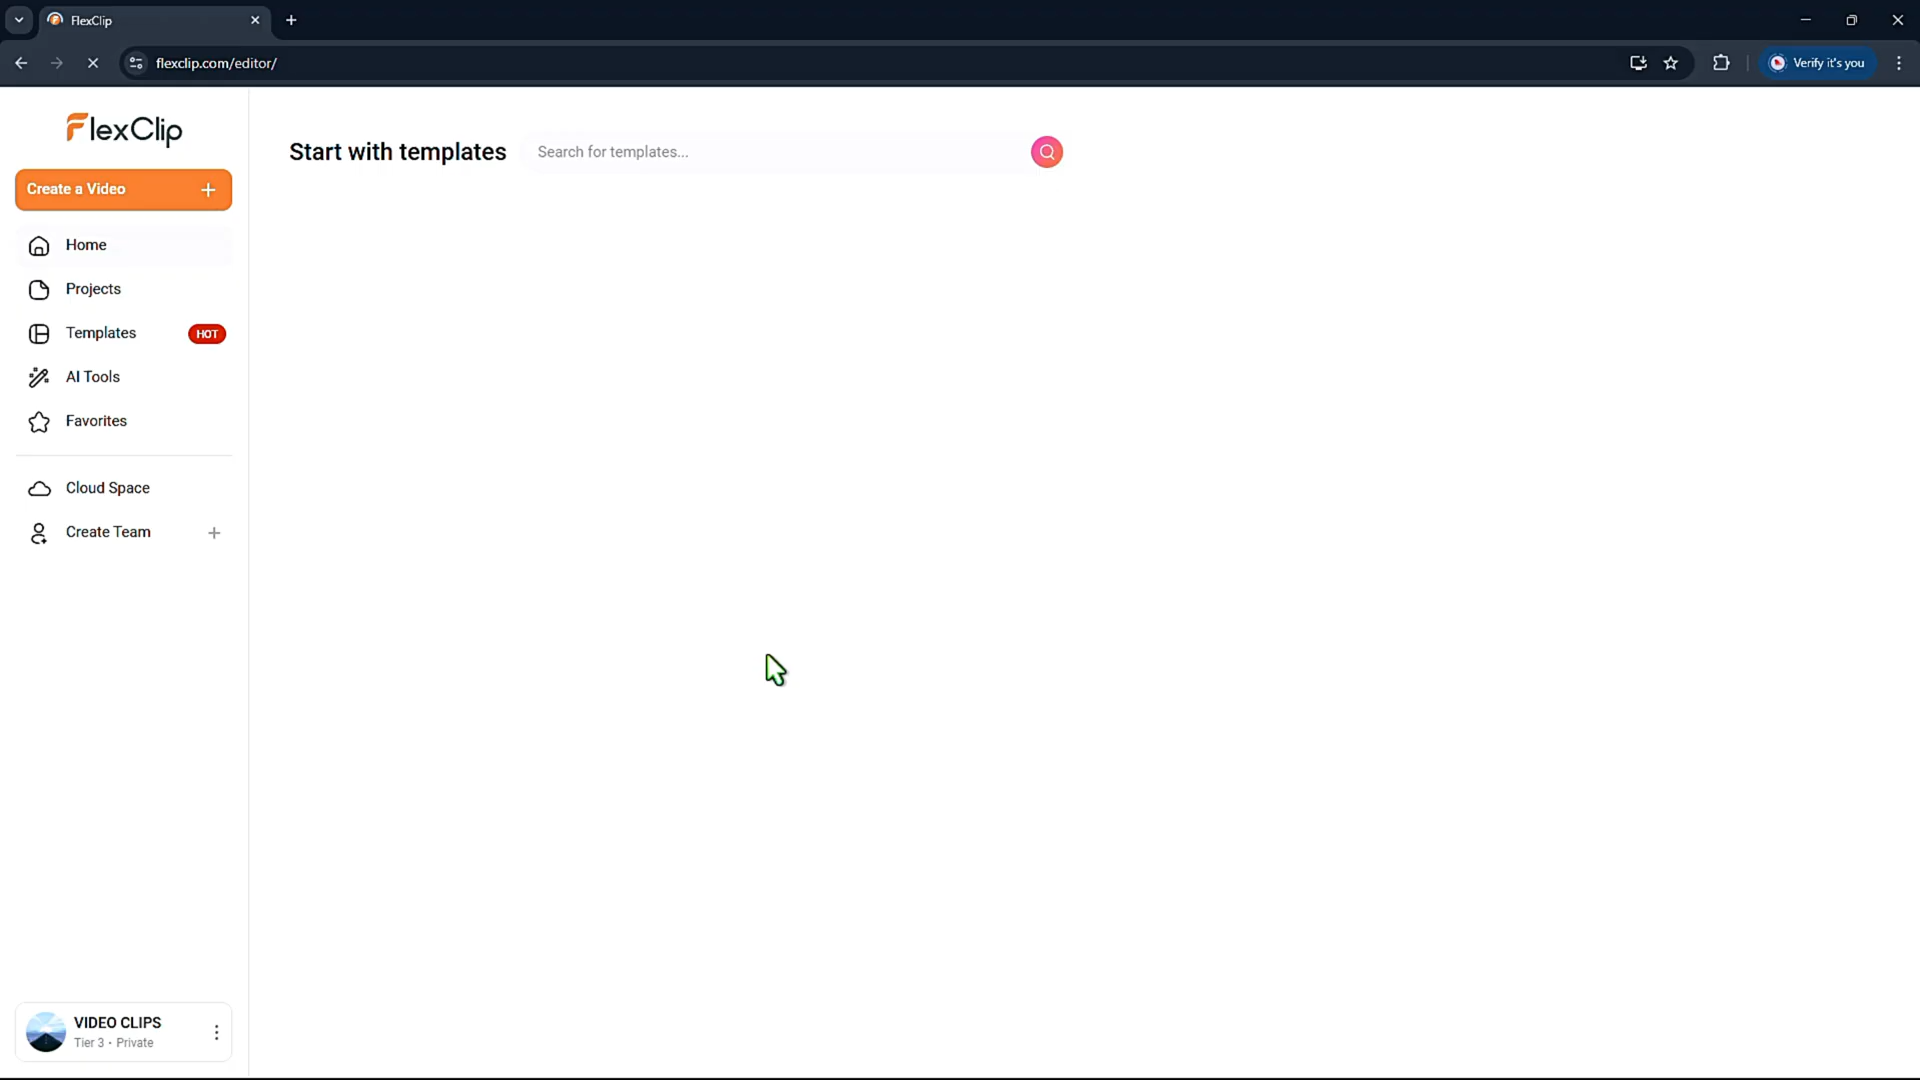 FlexClip
flexclip.com/editor/
Verify it's you
FlexClip
Start with templates
Search for templates...
Create a Video
Home
Projects
Templates
HOT
AI Tools
Favorites
Cloud Space
Create Team
VIDEO CLIPS
Tier 3 • Private